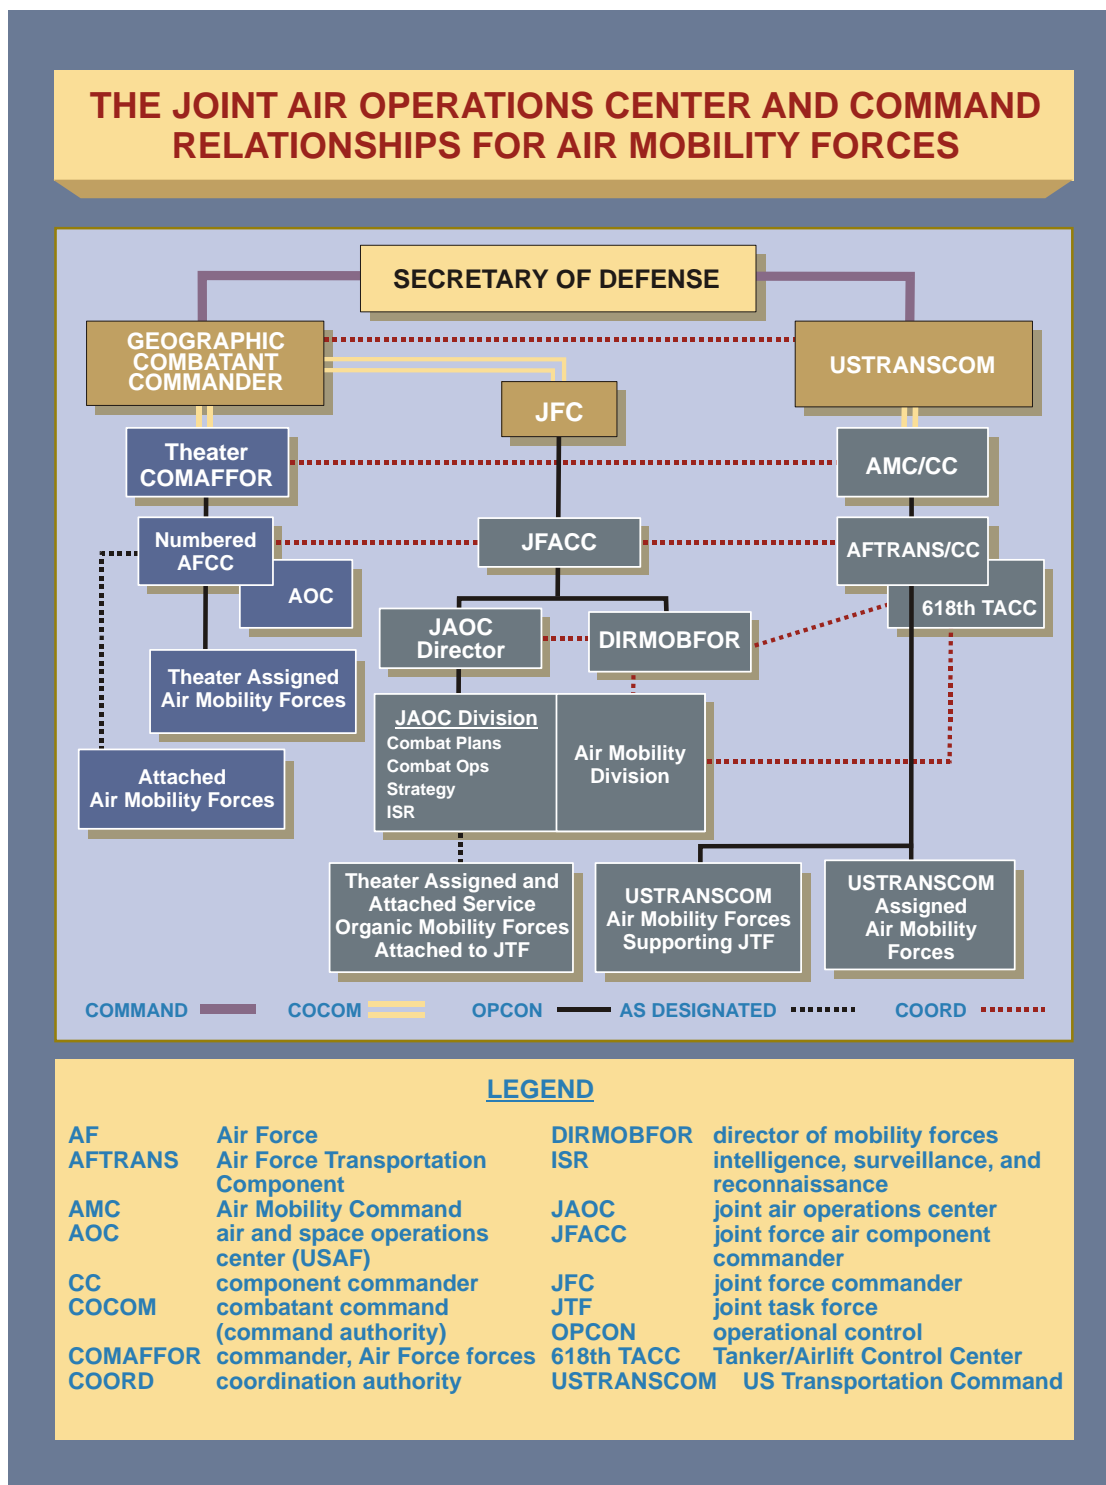 THE JOINT AIR OPERATIONS CENTER AND COMMAND
RELATIONSHIPS FOR AIR MOBILITY FORCES
SECRETARY OF DEFENSE
GEOGRAPHIC
COMBATANT
COMMANDER
USTRANSCOM
JFC
Theater
COMAFFOR
AMC/CC
Numbered
AFCC
JFACC
AFTRANS/CC
AOC
618th TACC
JAOC
Director
DIRMOBFOR
Theater Assigned
Air Mobility Forces
JAOC Division
Combat Plans
Combat Ops
Strategy
ISR
Air Mobility
Division
Attached
Air Mobility Forces
Theater Assigned and
Attached Service
Organic Mobility Forces
Attached to JTF
USTRANSCOM
Air Mobility Forces
Supporting JTF
USTRANSCOM
Assigned
Air Mobility
Forces
COMMAND COCOM OPCON AS DESIGNATED COORD
LEGEND
AF Air Force
AFTRANS Air Force Transportation
Component
AMC Air Mobility Command
AOC air and space operations
center (USAF)
CC component commander
COCOM combatant command
(command authority)
COMAFFOR commander, Air Force forces
COORD coordination authority
DIRMOBFOR director of mobility forces
ISR intelligence, surveillance, and
reconnaissance
JAOC joint air operations center
JFACC joint force air component
commander
JFC joint force commander
JTF joint task force
OPCON operational control
618th TACC Tanker/Airlift Control Center
USTRANSCOM US Transportation Command